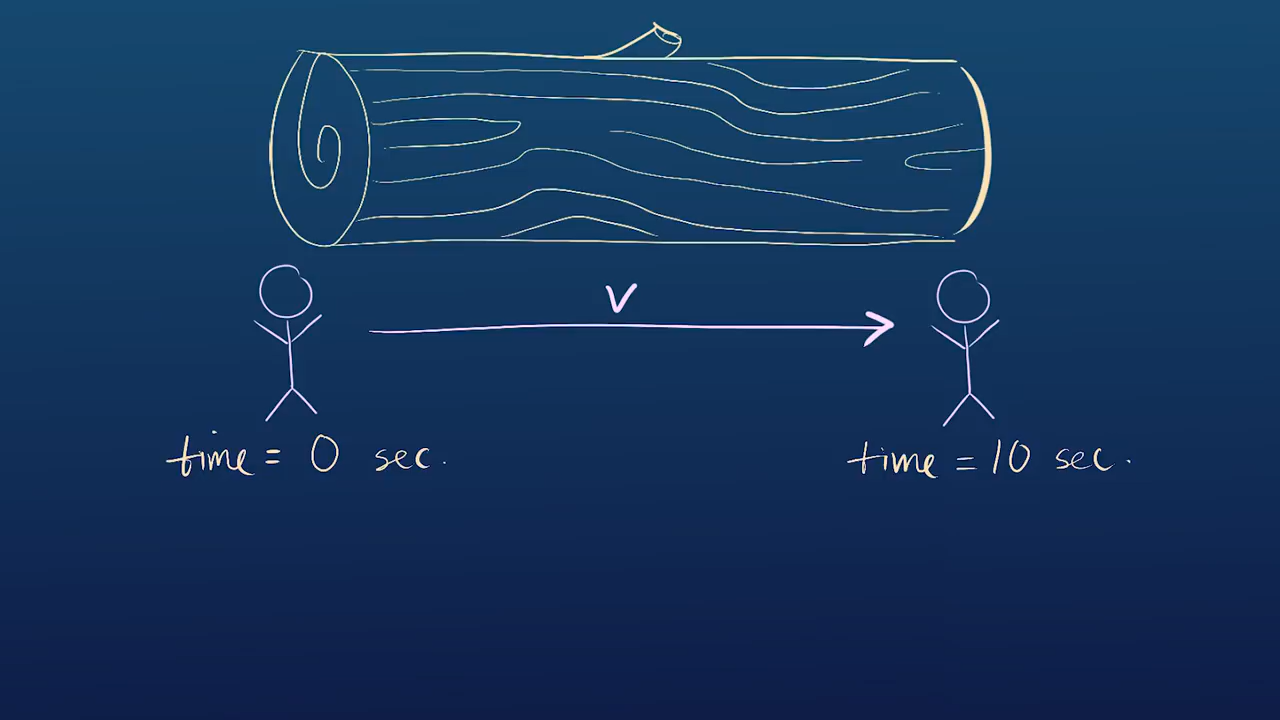 v
time = 0 sec.
time = 10 sec.